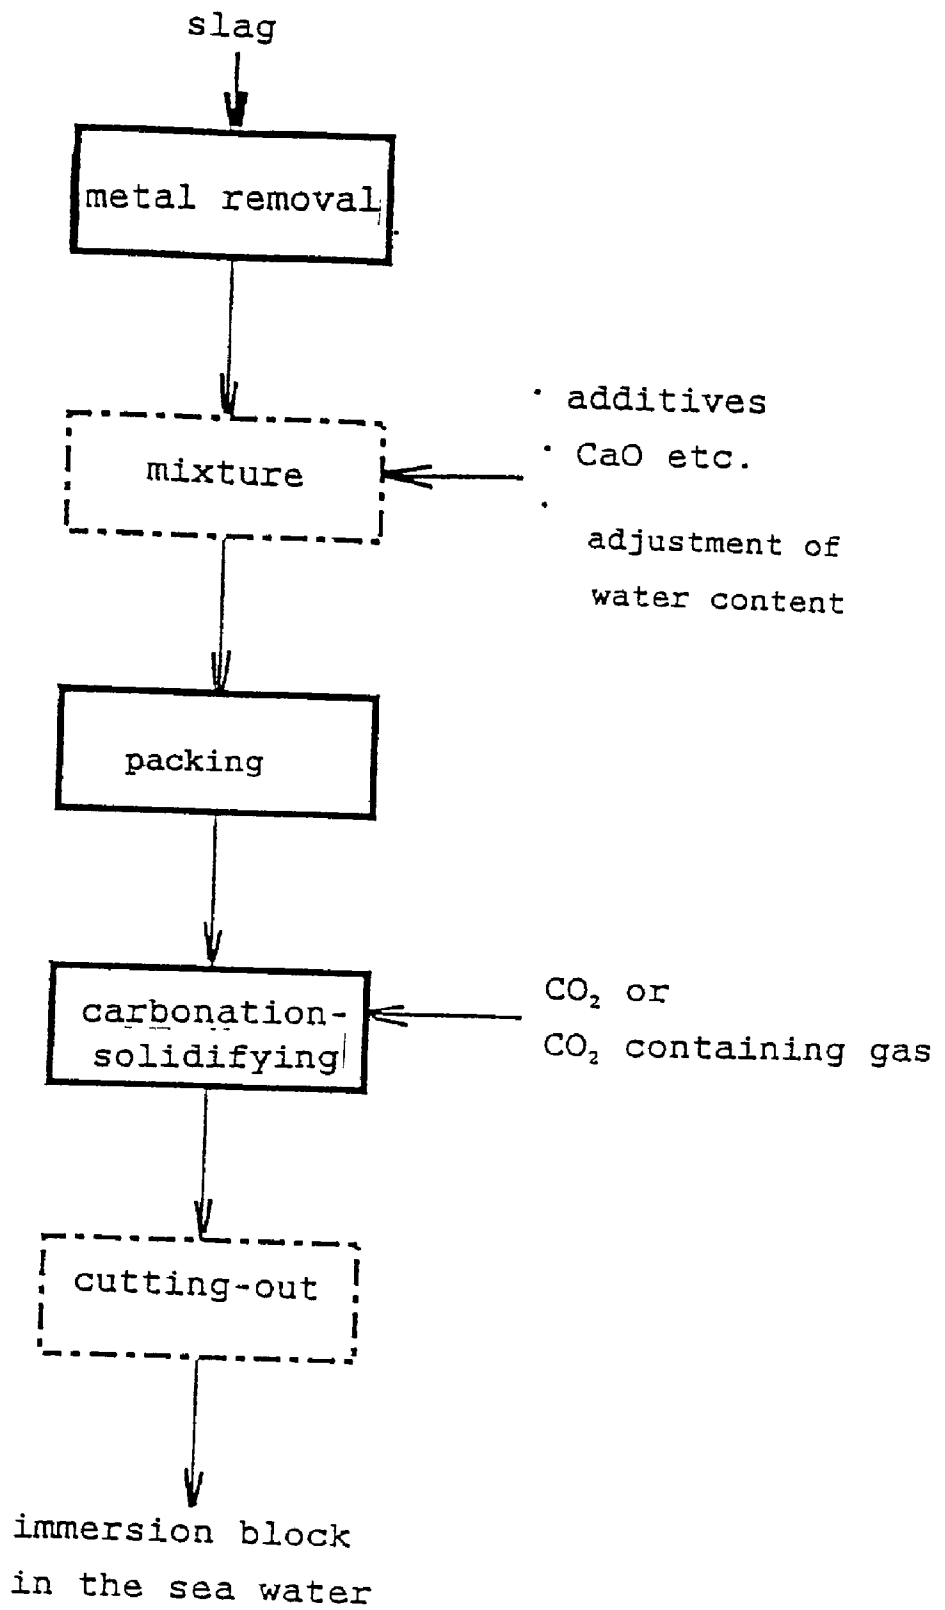 slag
metal removal
· additives
· CaO etc.
mixture
·
adjustment of
water content
packing
carbonation-
solidifying
CO₂ or
CO₂ containing gas
cutting-out
immersion block
in the sea water